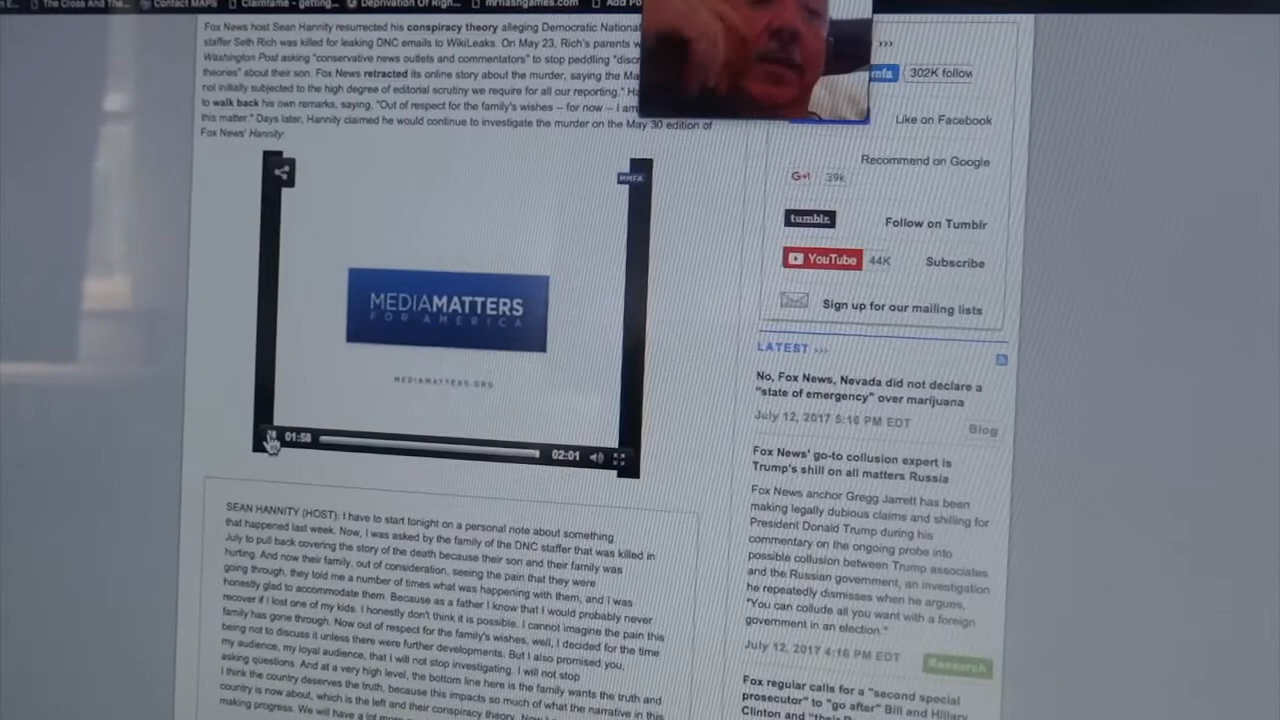 The Cross And The...
Contact MAPS
Claimfame - getting...
Deprivation Of Righ...
mrflashgames.com
Add Po
Fox News host Sean Hannity resurrected his conspiracy theory alleging Democratic National
staffer Seth Rich was killed for leaking DNC emails to WikiLeaks. On May 23, Rich's parents w
Washington Post asking "conservative news outlets and commentators" to stop peddling "discr
theories" about their son. Fox News retracted its online story about the murder, saying the Ma
not initially subjected to the high degree of editorial scrutiny we require for all our reporting." Ha
to walk back his own remarks, saying, "Out of respect for the family's wishes -- for now -- I am
this matter." Days later, Hannity claimed he would continue to investigate the murder on the May 30 edition of
Fox News' Hannity:
MMFA
MEDIAMATTERS
FOR AMERICA
MEDIAMATTERS.ORG
01:58
02:01
SEAN HANNITY (HOST): I have to start tonight on a personal note about something
that happened last week. Now, I was asked by the family of the DNC staffer that was killed in
July to pull back covering the story of the death because their son and their family was
hurting. And now their family, out of consideration, seeing the pain that they were
going through, they told me a number of times what was happening with them, and I was
honestly glad to accommodate them. Because as a father I know that I would probably never
recover if I lost one of my kids. I honestly don't think it is possible. I cannot imagine the pain this
family has gone through. Now out of respect for the family's wishes, well, I decided for the time
being not to discuss it unless there were further developments. But I also promised you,
my audience, my loyal audience, that I will not stop investigating. I will not stop
asking questions. And at a very high level, the bottom line here is the family wants the truth and
I think the country deserves the truth, because this impacts so much of what the narrative in this
country is now about, which is the left and their conspiracy theory.
making progress. We will have a lot more
>>>
mfa
302K follow
Like on Facebook
Recommend on Google
G+1 39k
tumblr.
Follow on Tumblr
YouTube 44K
Subscribe
Sign up for our mailing lists
LATEST >>>
No, Fox News, Nevada did not declare a
"state of emergency" over marijuana
July 12, 2017 5:16 PM EDT
Blog
Fox News' go-to collusion expert is
Trump's shill on all matters Russia
Fox News anchor Gregg Jarrett has been
making legally dubious claims and shilling for
President Donald Trump during his
commentary on the ongoing probe into
possible collusion between Trump associates
and the Russian government, an investigation
he repeatedly dismisses when he argues,
"You can collude all you want with a foreign
government in an election."
July 12, 2017 4:16 PM EDT
Research
Fox regular calls for a "second special
prosecutor" to "go after" Bill and Hillary
Clinton and